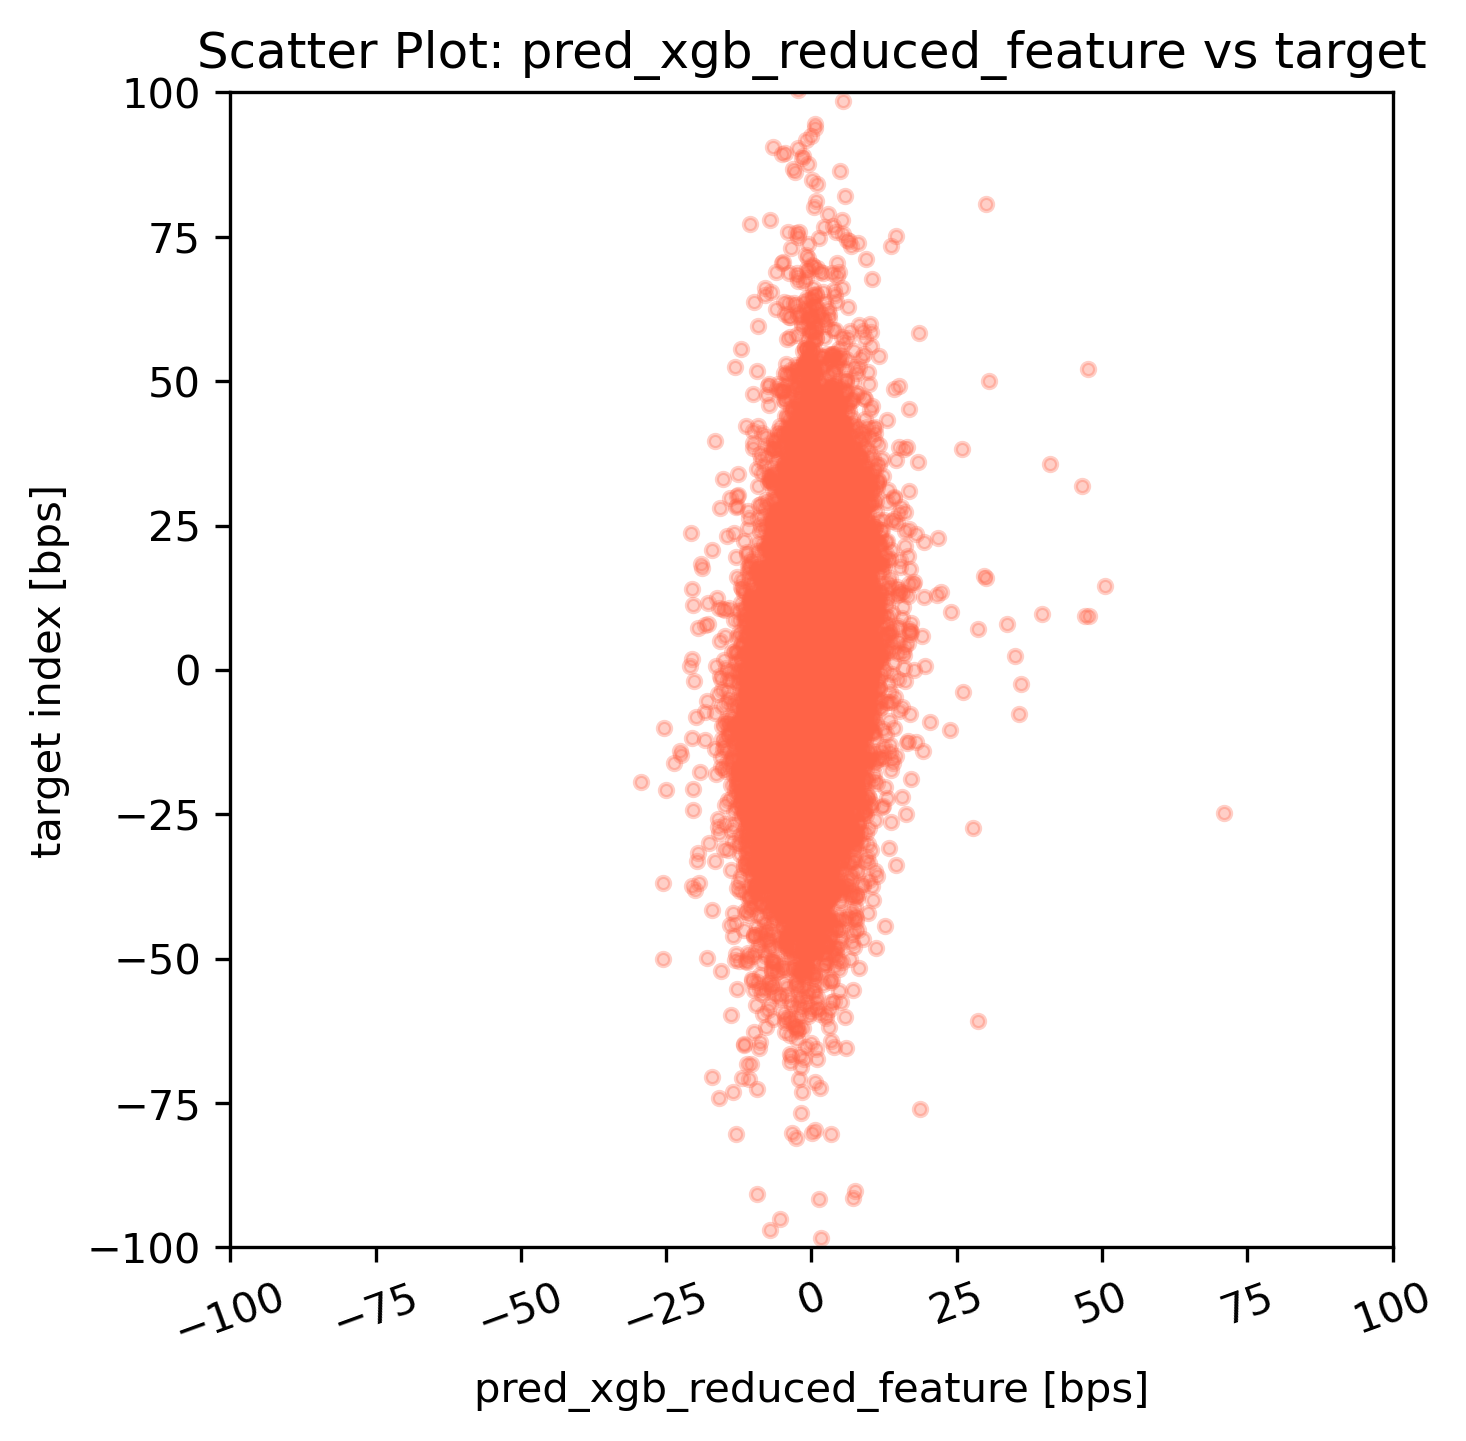 Scatter Plot: pred_xgb_reduced_feature vs target
100
75
50
25
0
−25
−50
−75
−100
target index [bps]
−100 −75 −50 −25 0 25 50 75 100
pred_xgb_reduced_feature [bps]